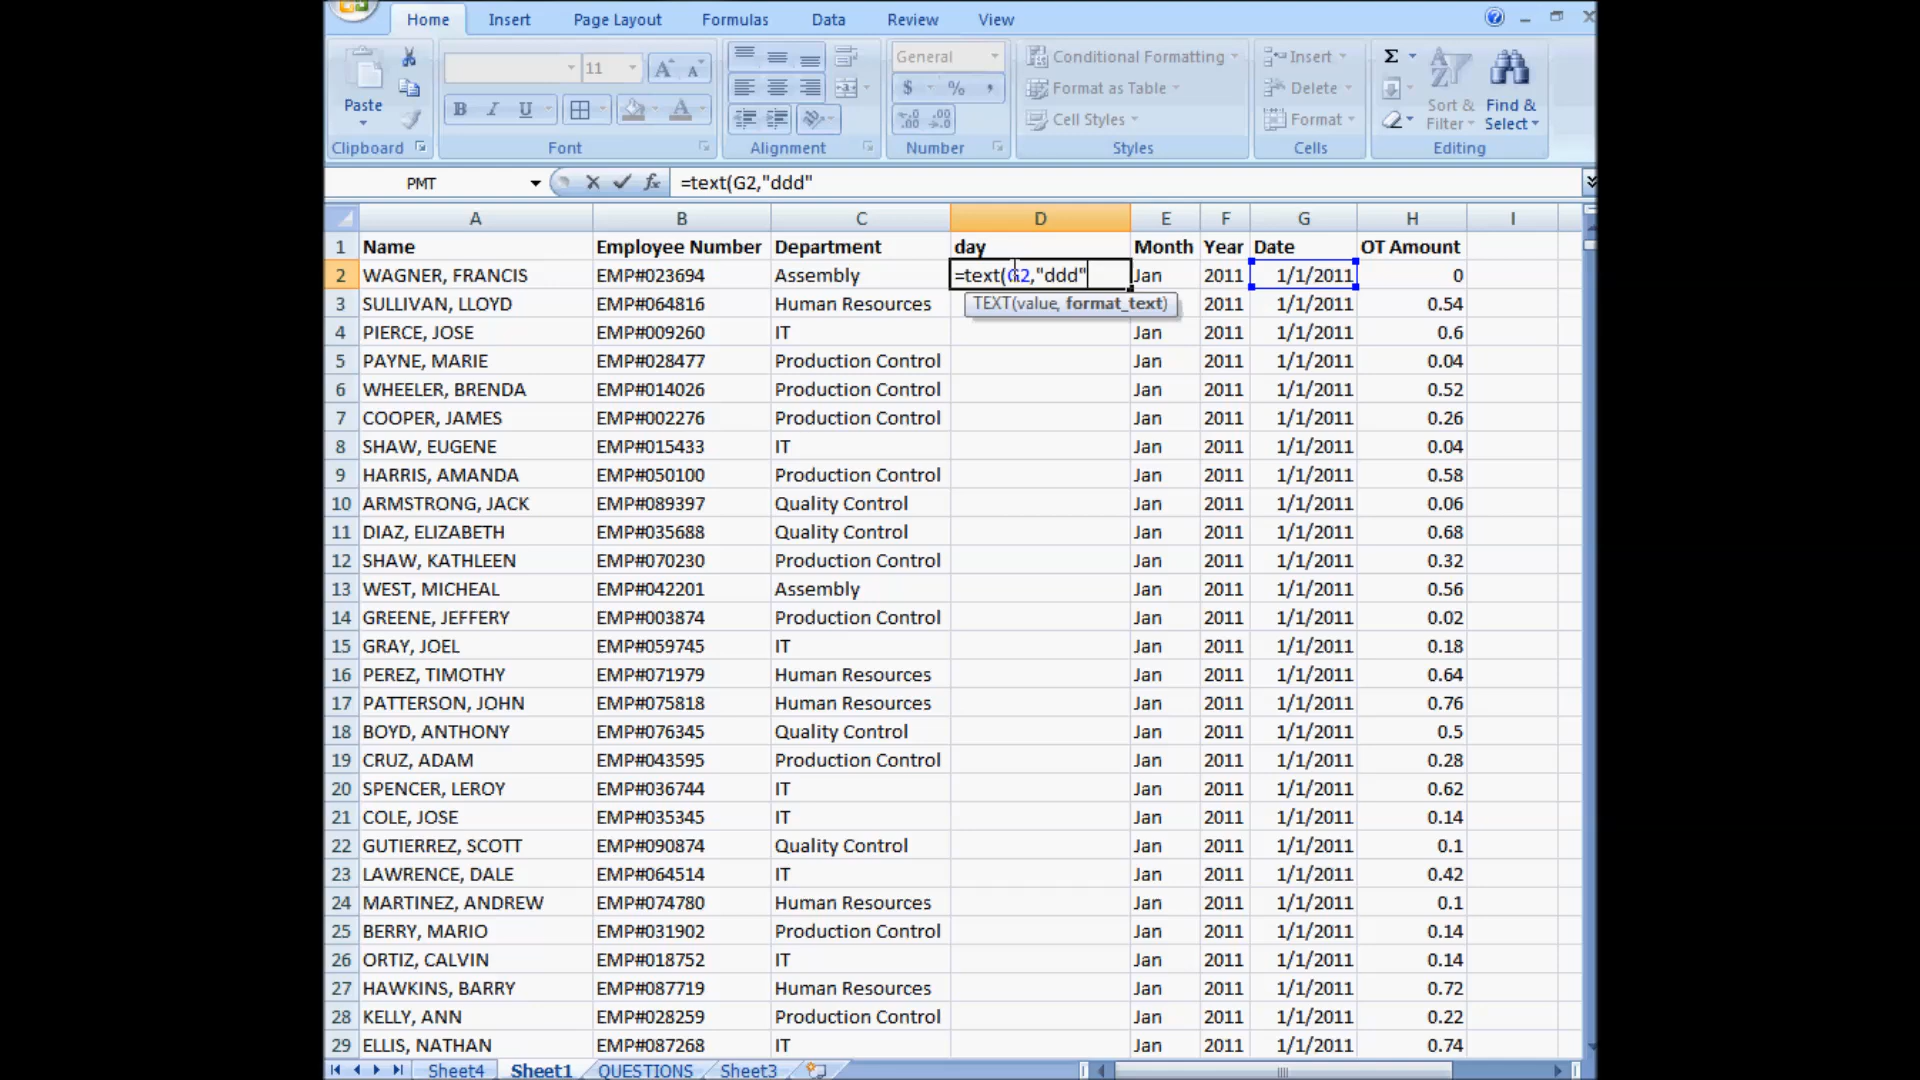 Home Insert Page Layout Formulas Data Review View
Paste
11
General
$ % ,
Conditional Formatting
Format as Table
Cell Styles
Insert
Delete
Format
Σ
Sort & Filter
Find & Select
B I U A
Clipboard Font Alignment Number Styles Cells Editing
PMT fx =text(G2,"ddd"
A B C D E F G H I
1 Name Employee Number Department day Month Year Date OT Amount
2 WAGNER, FRANCIS EMP#023694 Assembly =text(G2,"ddd" Jan 2011 1/1/2011 0
TEXT(value, format_text)
3 SULLIVAN, LLOYD EMP#064816 Human Resources 2011 1/1/2011 0.54
4 PIERCE, JOSE EMP#009260 IT Jan 2011 1/1/2011 0.6
5 PAYNE, MARIE EMP#028477 Production Control Jan 2011 1/1/2011 0.04
6 WHEELER, BRENDA EMP#014026 Production Control Jan 2011 1/1/2011 0.52
7 COOPER, JAMES EMP#002276 Production Control Jan 2011 1/1/2011 0.26
8 SHAW, EUGENE EMP#015433 IT Jan 2011 1/1/2011 0.04
9 HARRIS, AMANDA EMP#050100 Production Control Jan 2011 1/1/2011 0.58
10 ARMSTRONG, JACK EMP#089397 Quality Control Jan 2011 1/1/2011 0.06
11 DIAZ, ELIZABETH EMP#035688 Quality Control Jan 2011 1/1/2011 0.68
12 SHAW, KATHLEEN EMP#070230 Production Control Jan 2011 1/1/2011 0.32
13 WEST, MICHEAL EMP#042201 Assembly Jan 2011 1/1/2011 0.56
14 GREENE, JEFFERY EMP#003874 Production Control Jan 2011 1/1/2011 0.02
15 GRAY, JOEL EMP#059745 IT Jan 2011 1/1/2011 0.18
16 PEREZ, TIMOTHY EMP#071979 Human Resources Jan 2011 1/1/2011 0.64
17 PATTERSON, JOHN EMP#075818 Human Resources Jan 2011 1/1/2011 0.76
18 BOYD, ANTHONY EMP#076345 Quality Control Jan 2011 1/1/2011 0.5
19 CRUZ, ADAM EMP#043595 Production Control Jan 2011 1/1/2011 0.28
20 SPENCER, LEROY EMP#036744 IT Jan 2011 1/1/2011 0.62
21 COLE, JOSE EMP#035345 IT Jan 2011 1/1/2011 0.14
22 GUTIERREZ, SCOTT EMP#090874 Quality Control Jan 2011 1/1/2011 0.1
23 LAWRENCE, DALE EMP#064514 IT Jan 2011 1/1/2011 0.42
24 MARTINEZ, ANDREW EMP#074780 Human Resources Jan 2011 1/1/2011 0.1
25 BERRY, MARIO EMP#031902 Production Control Jan 2011 1/1/2011 0.14
26 ORTIZ, CALVIN EMP#018752 IT Jan 2011 1/1/2011 0.14
27 HAWKINS, BARRY EMP#087719 Human Resources Jan 2011 1/1/2011 0.72
28 KELLY, ANN EMP#028259 Production Control Jan 2011 1/1/2011 0.22
29 ELLIS, NATHAN EMP#087268 IT Jan 2011 1/1/2011 0.74
Sheet4 Sheet1 QUESTIONS Sheet3